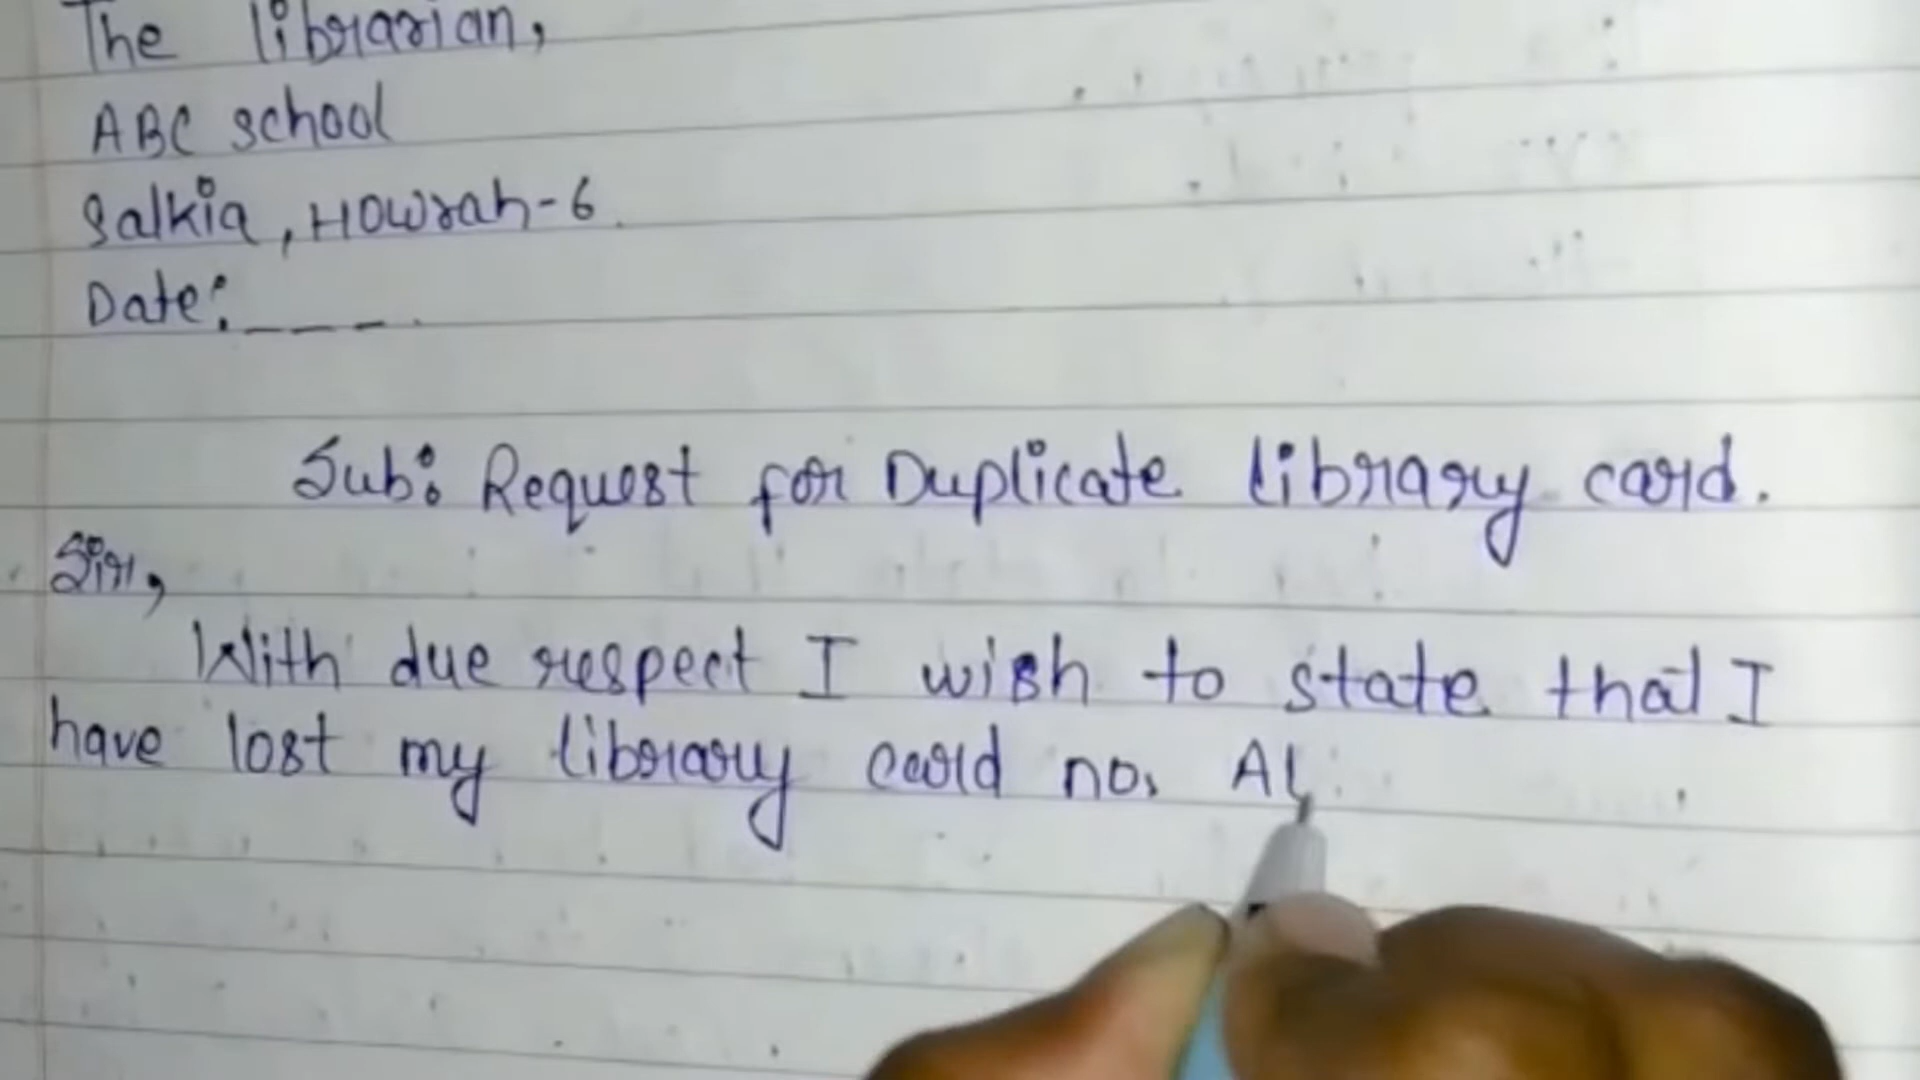 The librarian,
ABC school
Salkia, Howrah-6.
Date:____.
Sub: Request for Duplicate library card.
Sir,
With due respect I wish to state that I
have lost my library card no. AL